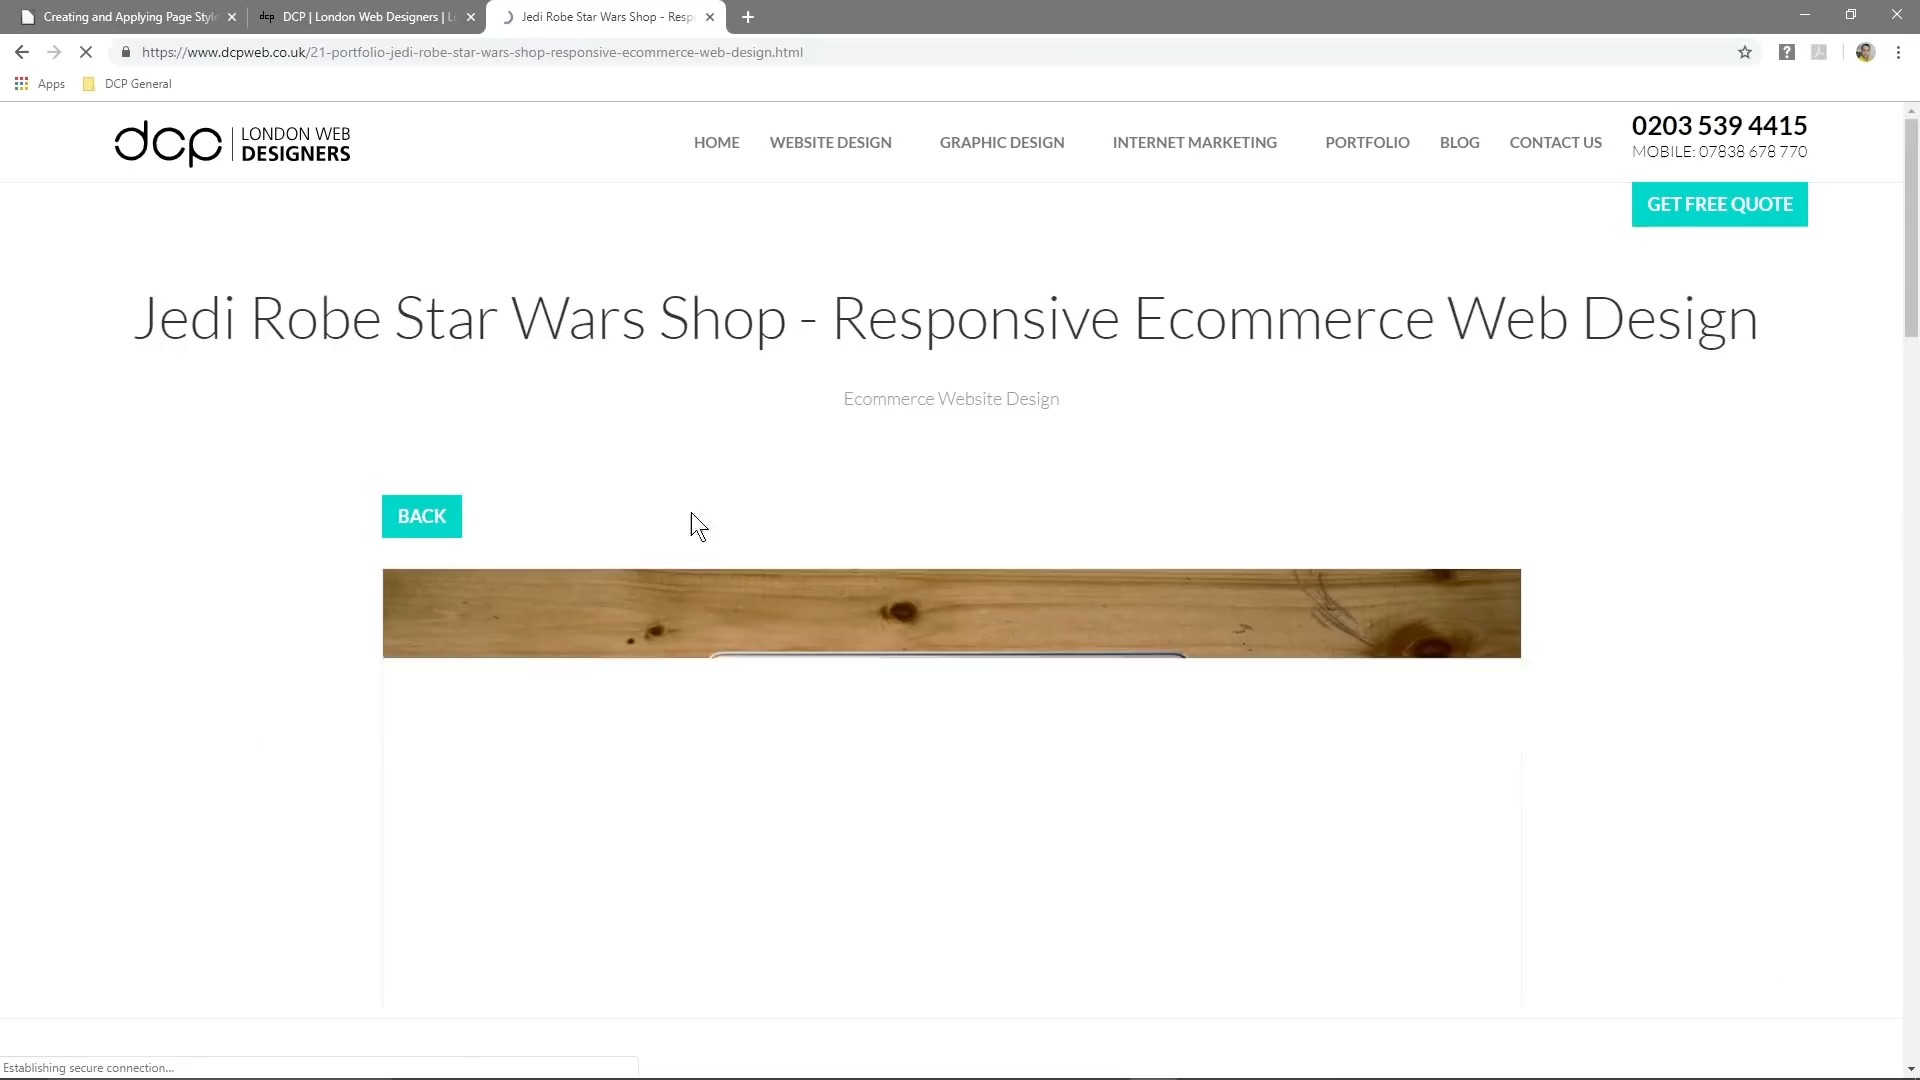 Creating and Applying Page Style
DCP | London Web Designers | Lo
Jedi Robe Star Wars Shop - Resp
https://www.dcpweb.co.uk/21-portfolio-jedi-robe-star-wars-shop-responsive-ecommerce-web-design.html
Apps
DCP General
dcp
LONDON WEB
DESIGNERS
HOME
WEBSITE DESIGN
GRAPHIC DESIGN
INTERNET MARKETING
PORTFOLIO
BLOG
CONTACT US
0203 539 4415
MOBILE: 07838 678 770
GET FREE QUOTE
Jedi Robe Star Wars Shop - Responsive Ecommerce Web Design
Ecommerce Website Design
BACK
Establishing secure connection...